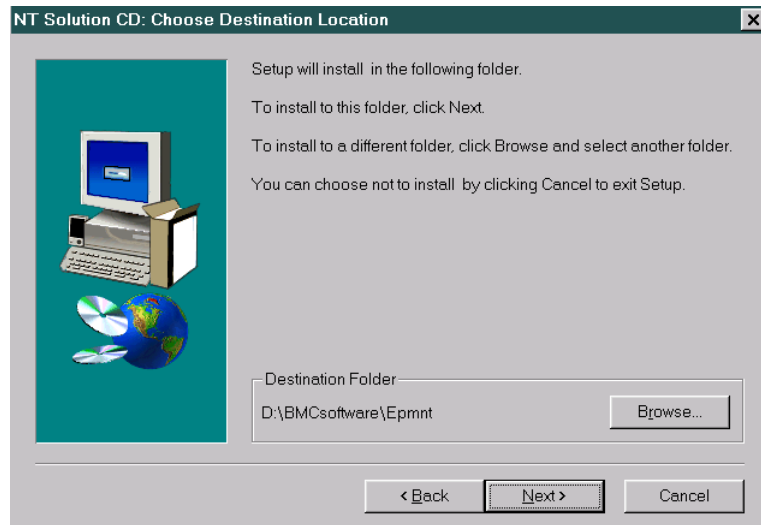 NT Solution CD: Choose Destination Location
Setup will install in the following folder.
To install to this folder, click Next.
To install to a different folder, click Browse and select another folder.
You can choose not to install by clicking Cancel to exit Setup.
Destination Folder
D:\BMCsoftware\Epmnt
Browse...
< Back
Next >
Cancel